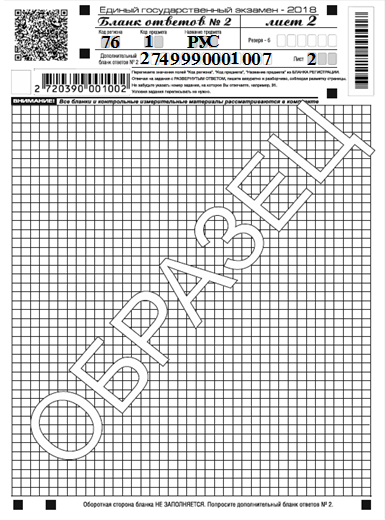 Единый государственный экзамен - 2018
Бланк ответов № 2 лист 2
Код региона Код предмета Название предмета Резерв - 5
76 1 РУС
Дополнительный бланк ответов № 2 2749990001007 Лист 2
Перепишите значения полей "Код региона", "Код предмета", "Название предмета" из БЛАНКА РЕГИСТРАЦИИ.
Отвечая на задания с РАЗВЕРНУТЫМ ОТВЕТОМ, пишите аккуратно и разборчиво, соблюдая разметку страницы.
Не забудьте указать номер задания, на которое Вы отвечаете, например, 31.
Условия задания переписывать не нужно.
2 720390 001002
ВНИМАНИЕ! Все бланки и контрольные измерительные материалы рассматриваются в комплекте
ОБРАЗЕЦ
Оборотная сторона бланка НЕ ЗАПОЛНЯЕТСЯ. Попросите дополнительный бланк ответов № 2.